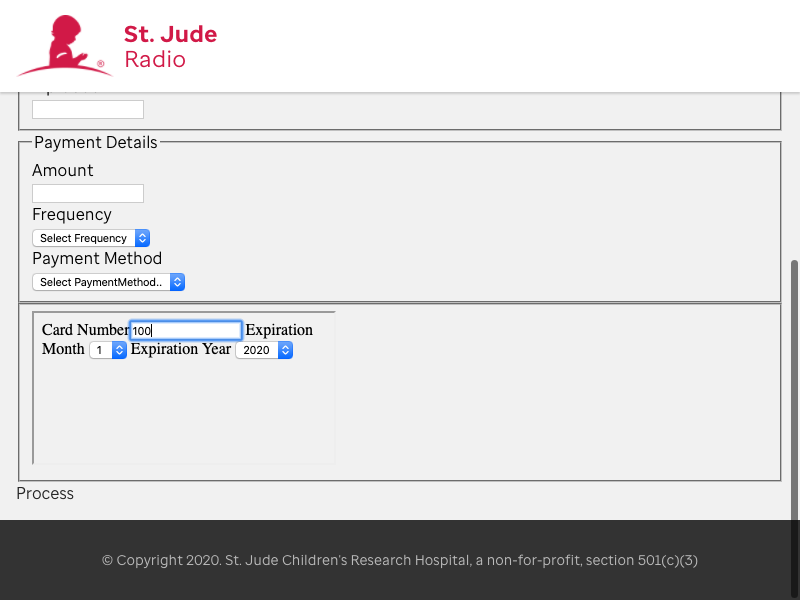 St. Jude
Radio
®
Payment Details
Amount
Frequency
Select Frequency
Payment Method
Select PaymentMethod..
Card Number 100 Expiration
Month 1 Expiration Year 2020
Process
© Copyright 2020. St. Jude Children's Research Hospital, a non-for-profit, section 501(c)(3)